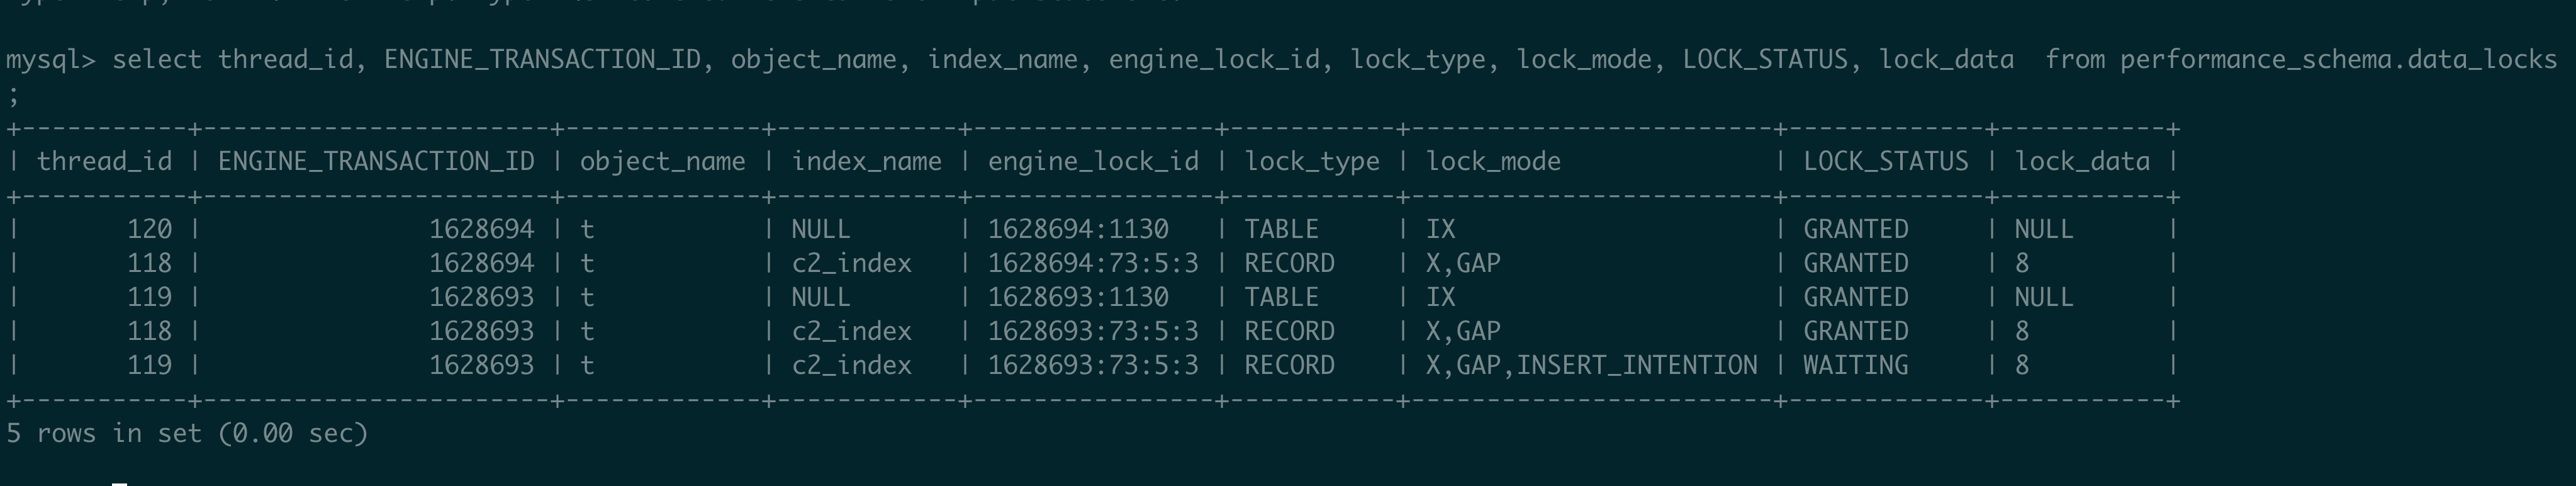 mysql> select thread_id, ENGINE_TRANSACTION_ID, object_name, index_name, engine_lock_id, lock_type, lock_mode, LOCK_STATUS, lock_data  from performance_schema.data_locks
;
+-----------+-----------------------+-------------+------------+----------------+-----------+------------------------+-------------+-----------+
| thread_id | ENGINE_TRANSACTION_ID | object_name | index_name | engine_lock_id | lock_type | lock_mode              | LOCK_STATUS | lock_data |
+-----------+-----------------------+-------------+------------+----------------+-----------+------------------------+-------------+-----------+
|       120 |               1628694 | t           | NULL       | 1628694:1130   | TABLE     | IX                     | GRANTED     | NULL      |
|       118 |               1628694 | t           | c2_index   | 1628694:73:5:3 | RECORD    | X,GAP                  | GRANTED     | 8         |
|       119 |               1628693 | t           | NULL       | 1628693:1130   | TABLE     | IX                     | GRANTED     | NULL      |
|       118 |               1628693 | t           | c2_index   | 1628693:73:5:3 | RECORD    | X,GAP                  | GRANTED     | 8         |
|       119 |               1628693 | t           | c2_index   | 1628693:73:5:3 | RECORD    | X,GAP,INSERT_INTENTION | WAITING     | 8         |
+-----------+-----------------------+-------------+------------+----------------+-----------+------------------------+-------------+-----------+
5 rows in set (0.00 sec)